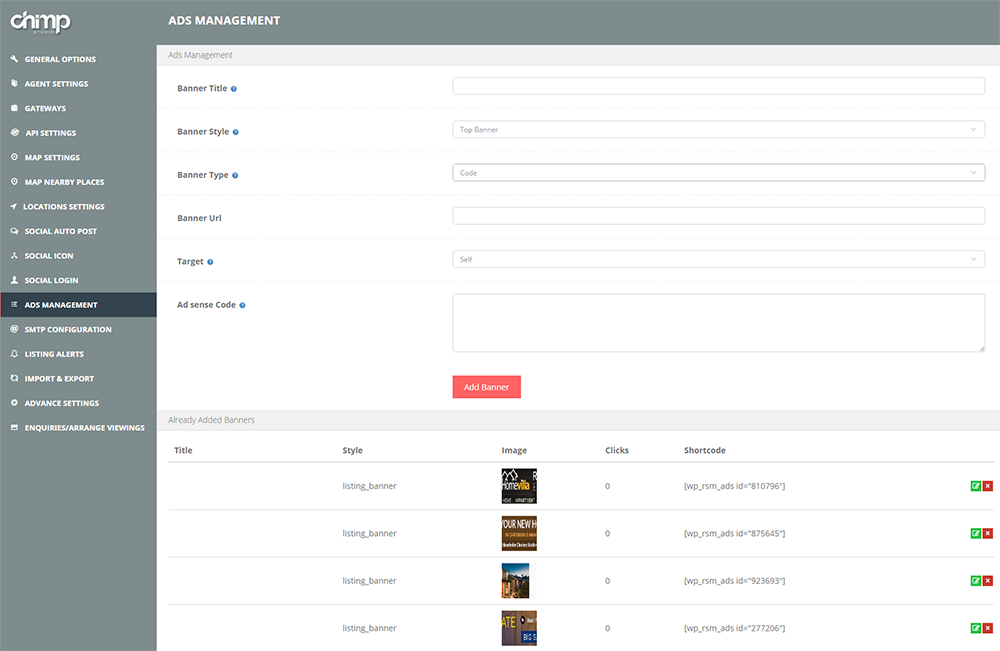 chimp
STUDIO
ADS MANAGEMENT
GENERAL OPTIONS
AGENT SETTINGS
GATEWAYS
API SETTINGS
MAP SETTINGS
MAP NEARBY PLACES
LOCATIONS SETTINGS
SOCIAL AUTO POST
SOCIAL ICON
SOCIAL LOGIN
ADS MANAGEMENT
SMTP CONFIGURATION
LISTING ALERTS
IMPORT & EXPORT
ADVANCE SETTINGS
ENQUIRIES/ARRANGE VIEWINGS
Ads Management
Banner Title
Banner Style Top Banner
Banner Type Code
Banner Url
Target Self
Ad sense Code
Add Banner
Already Added Banners
Title Style Image Clicks Shortcode
Homevilla
listing_banner 0 [wp_rsm_ads id="810796"]
YOUR NEW H
listing_banner 0 [wp_rsm_ads id="875645"]
listing_banner 0 [wp_rsm_ads id="923693"]
ATE
BIG S
listing_banner 0 [wp_rsm_ads id="277206"]